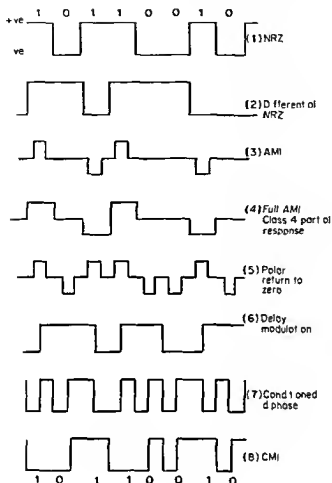 1 0 1 1 0 0 1 0
+ve
ve
(1) NRZ
(2) D fferent al
NRZ
(3) AMI
(4) Full AMI
Class 4 part al
response
(5) Polar
return to
zero
(6) Delay
modulat on
(7) Cond t oned
d phase
(8) CMI
1 0 1 1 0 0 1 0